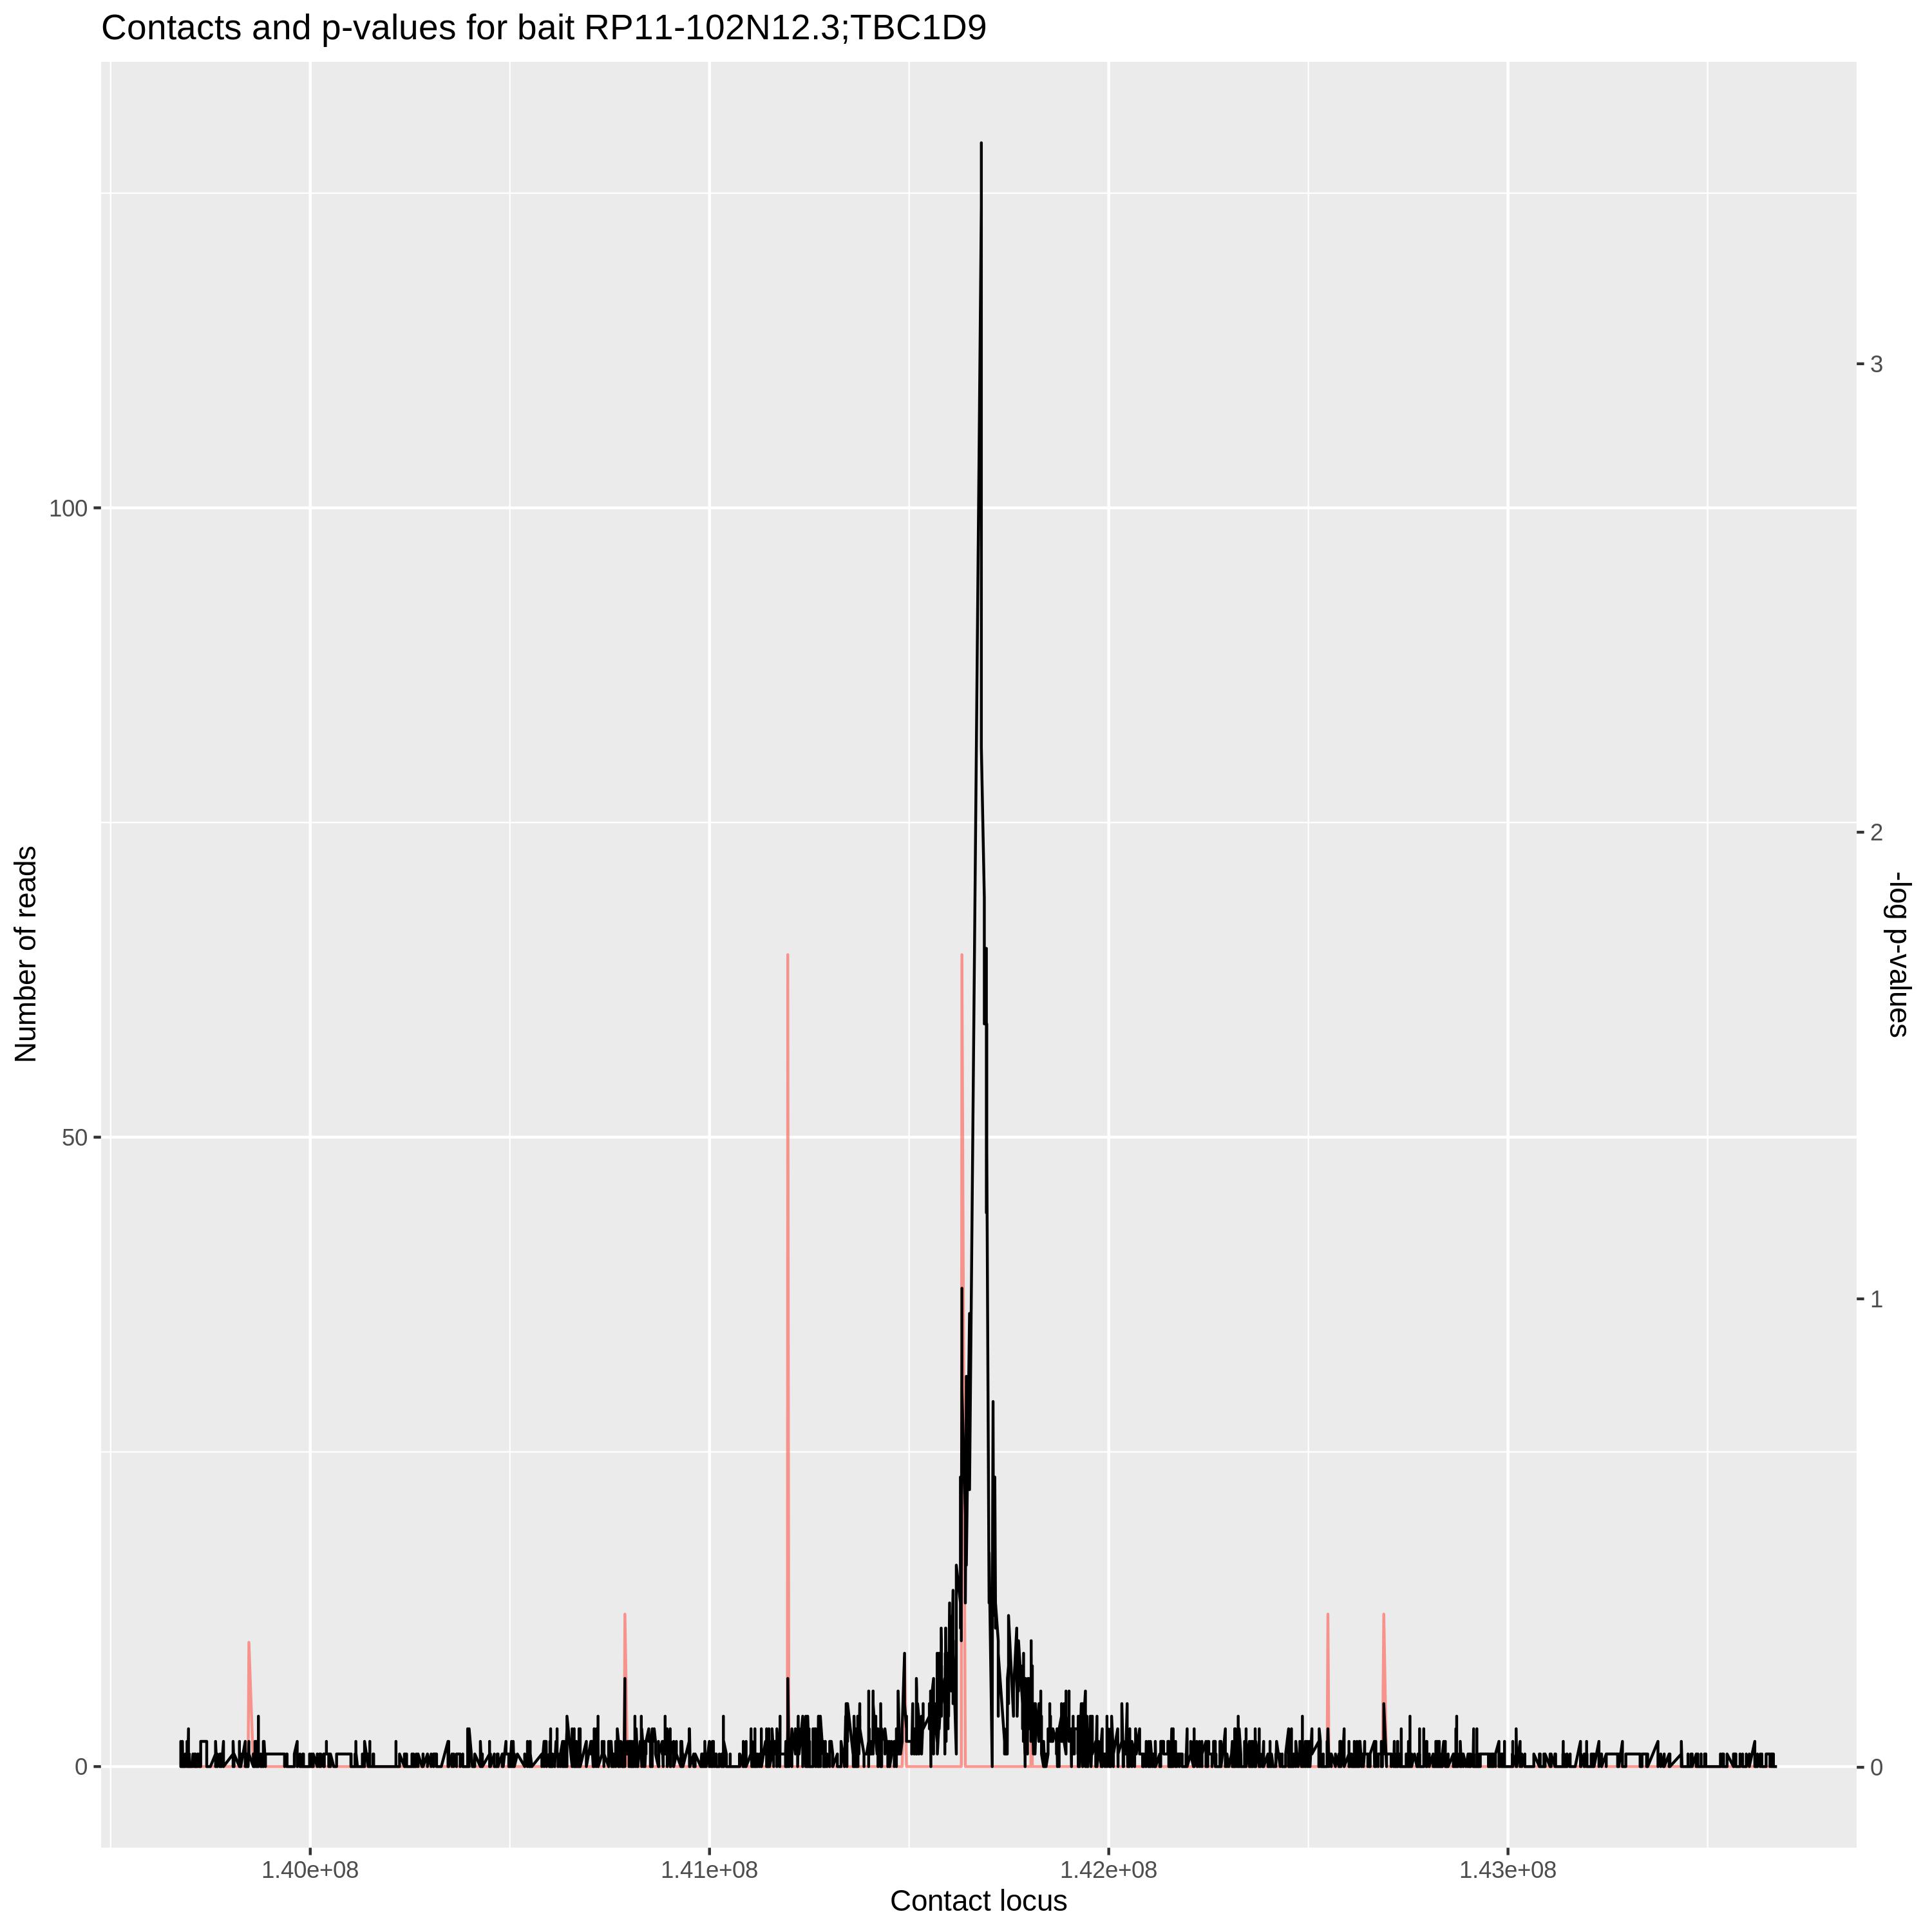 Contacts and p-values for bait RP11-102N12.3;TBC1D9
Number of reads
100
50
0
3
2
1
0
-log p-values
1.40e+08
1.41e+08
1.42e+08
1.43e+08
Contact locus